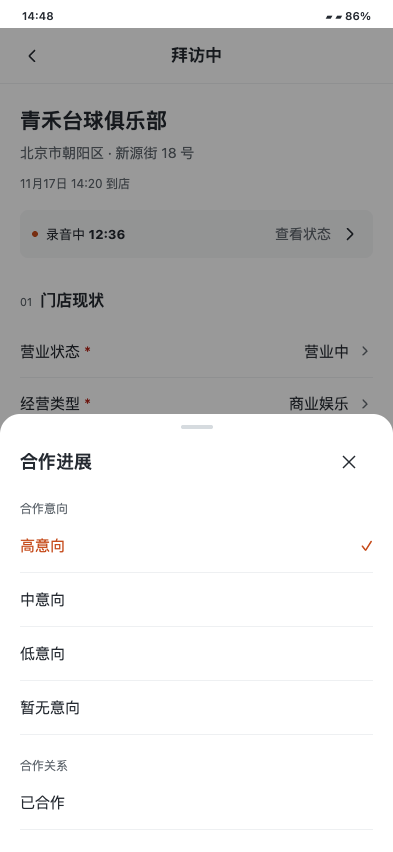 14:48
86%
拜访中
青禾台球俱乐部
北京市朝阳区 · 新源街 18 号
11月17日 14:20 到店
录音中 12:36
查看状态
01 门店现状
营业状态 *
营业中
经营类型 *
商业娱乐
合作进展
合作意向
高意向
中意向
低意向
暂无意向
合作关系
已合作